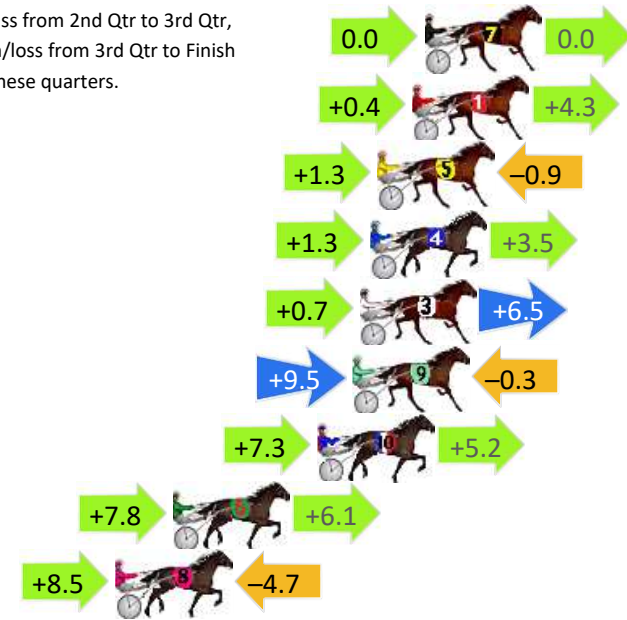 ss from 2nd Qtr to 3rd Qtr,
/loss from 3rd Qtr to Finish
hese quarters.
0.0 7 0.0
+0.4 1 +4.3
+1.3 5 –0.9
+1.3 4 +3.5
+0.7 3 +6.5
+9.5 9 –0.3
+7.3 10 +5.2
+7.8 6 +6.1
+8.5 8 –4.7